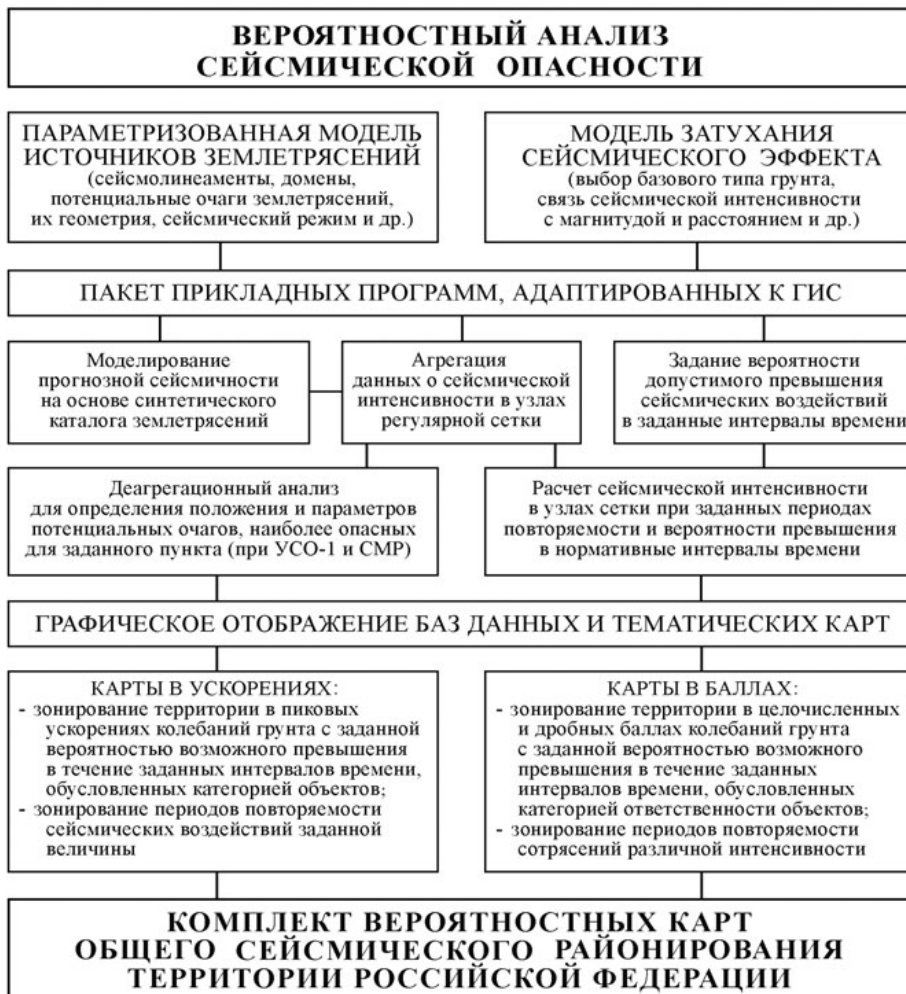 ВЕРОЯТНОСТНЫЙ АНАЛИЗ
СЕЙСМИЧЕСКОЙ ОПАСНОСТИ
ПАРАМЕТРИЗОВАННАЯ МОДЕЛЬ
ИСТОЧНИКОВ ЗЕМЛЕТРЯСЕНИЙ
(сейсмолинеаменты, домены,
потенциальные очаги землетрясений,
их геометрия, сейсмический режим и др.)
МОДЕЛЬ ЗАТУХАНИЯ
СЕЙСМИЧЕСКОГО ЭФФЕКТА
(выбор базового типа грунта,
связь сейсмической интенсивности
с магнитудой и расстоянием и др.)
ПАКЕТ ПРИКЛАДНЫХ ПРОГРАММ, АДАПТИРОВАННЫХ К ГИС
Моделирование
прогнозной сейсмичности
на основе синтетического
каталога землетрясений
Агрегация
данных о сейсмической
интенсивности в узлах
регулярной сетки
Задание вероятности
допустимого превышения
сейсмических воздействий
в заданные интервалы времени
Деагрегационный анализ
для определения положения и параметров
потенциальных очагов, наиболее опасных
для заданного пункта (при УСО-1 и СМР)
Расчет сейсмической интенсивности
в узлах сетки при заданных периодах
повторяемости и вероятности превышения
в нормативные интервалы времени
ГРАФИЧЕСКОЕ ОТОБРАЖЕНИЕ БАЗ ДАННЫХ И ТЕМАТИЧЕСКИХ КАРТ
КАРТЫ В УСКОРЕНИЯХ:
- зонирование территории в пиковых
ускорениях колебаний грунта с заданной
вероятностью возможного превышения
в течение заданных интервалов времени,
обусловленных категорией объектов;
- зонирование периодов повторяемости
сейсмических воздействий заданной
величины
КАРТЫ В БАЛЛАХ:
- зонирование территории в целочисленных
и дробных баллах колебаний грунта
с заданной вероятностью возможного
превышения в течение заданных
интервалов времени, обусловленных
категорией ответственности объектов;
- зонирование периодов повторяемости
сотрясений различной интенсивности
КОМПЛЕКТ ВЕРОЯТНОСТНЫХ КАРТ
ОБЩЕГО СЕЙСМИЧЕСКОГО РАЙОНИРОВАНИЯ
ТЕРРИТОРИИ РОССИЙСКОЙ ФЕДЕРАЦИИ